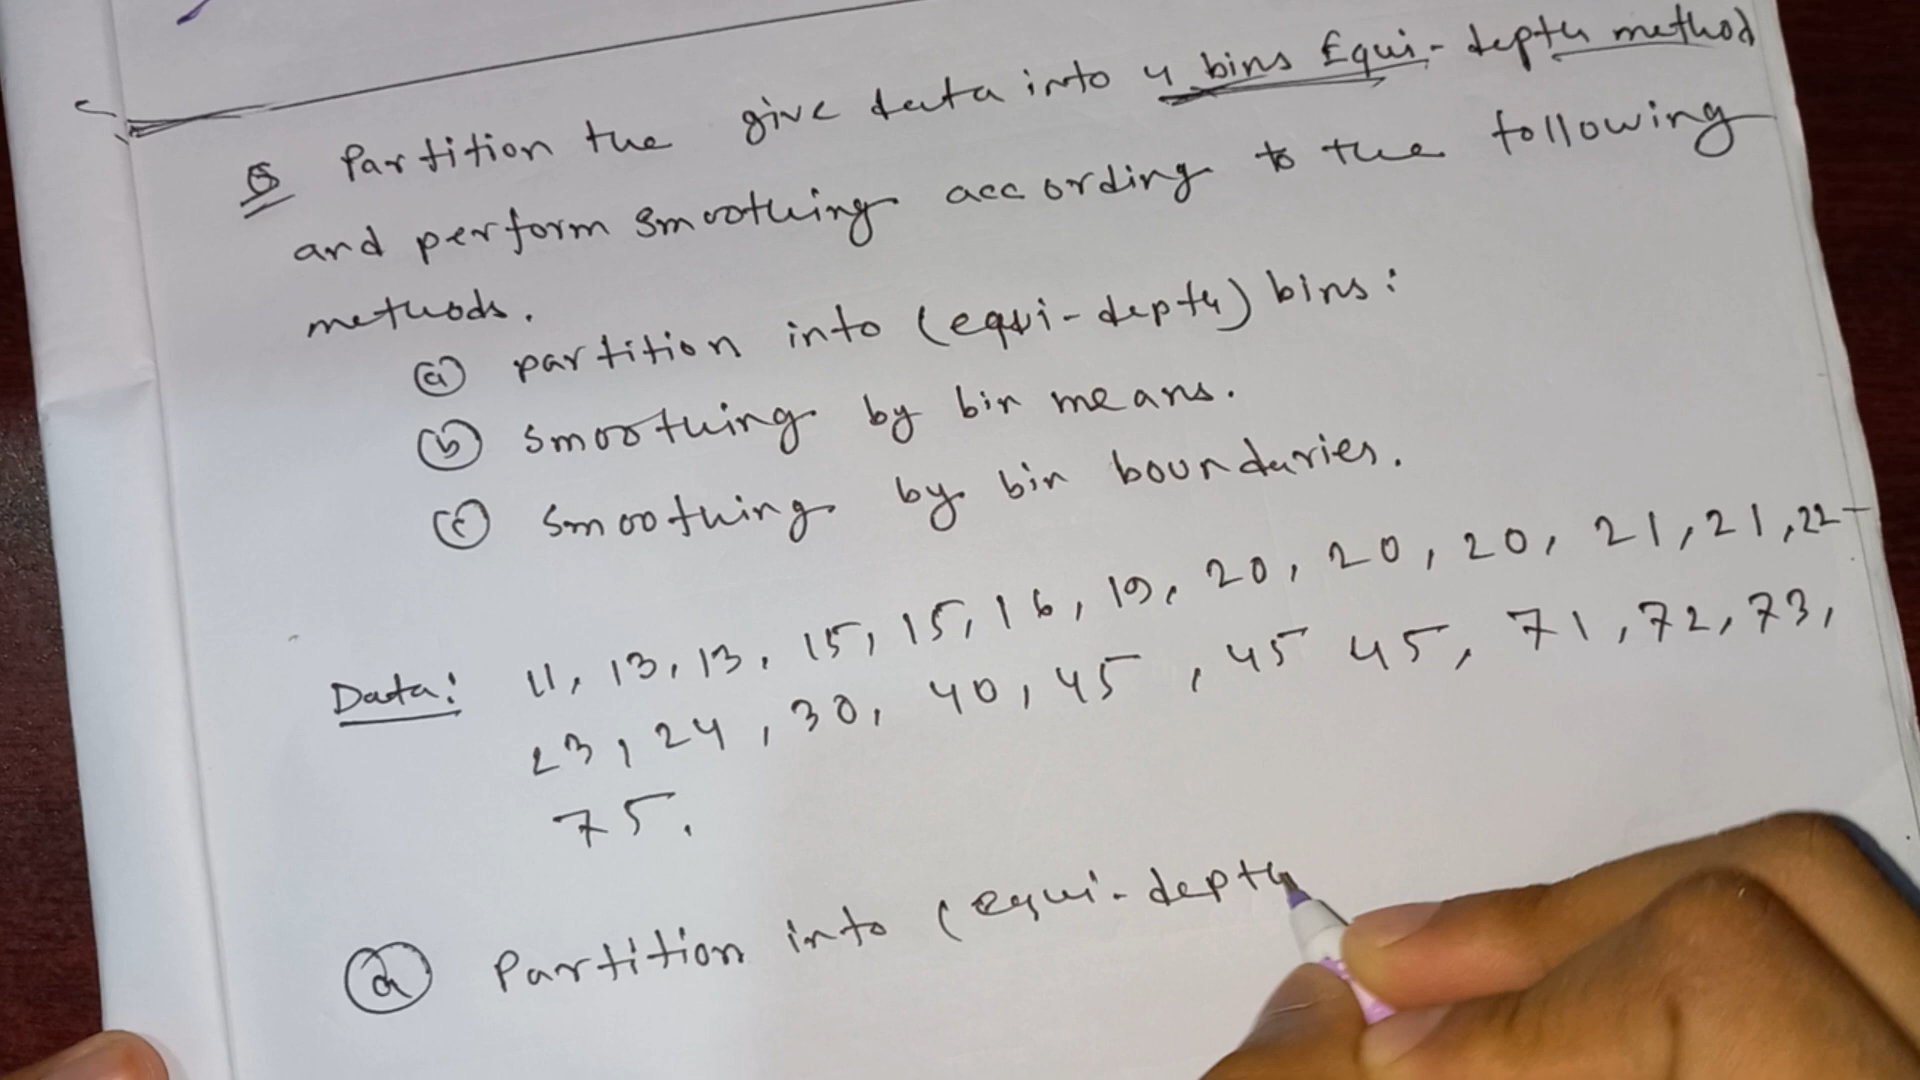 Q Partition the give data into 4 bins Equi-depth method
and perform smoothing according to the following
methods.
(a) partition into (equi-depth) bins:
(b) smoothing by bin means.
(c) smoothing by bin boundaries.
Data: 11, 13, 13, 15, 15, 16, 19, 20, 20, 20, 21, 21, 22
23, 24, 30, 40, 45, 45 45, 71, 72, 73,
75.
(a) Partition into (equi-depth